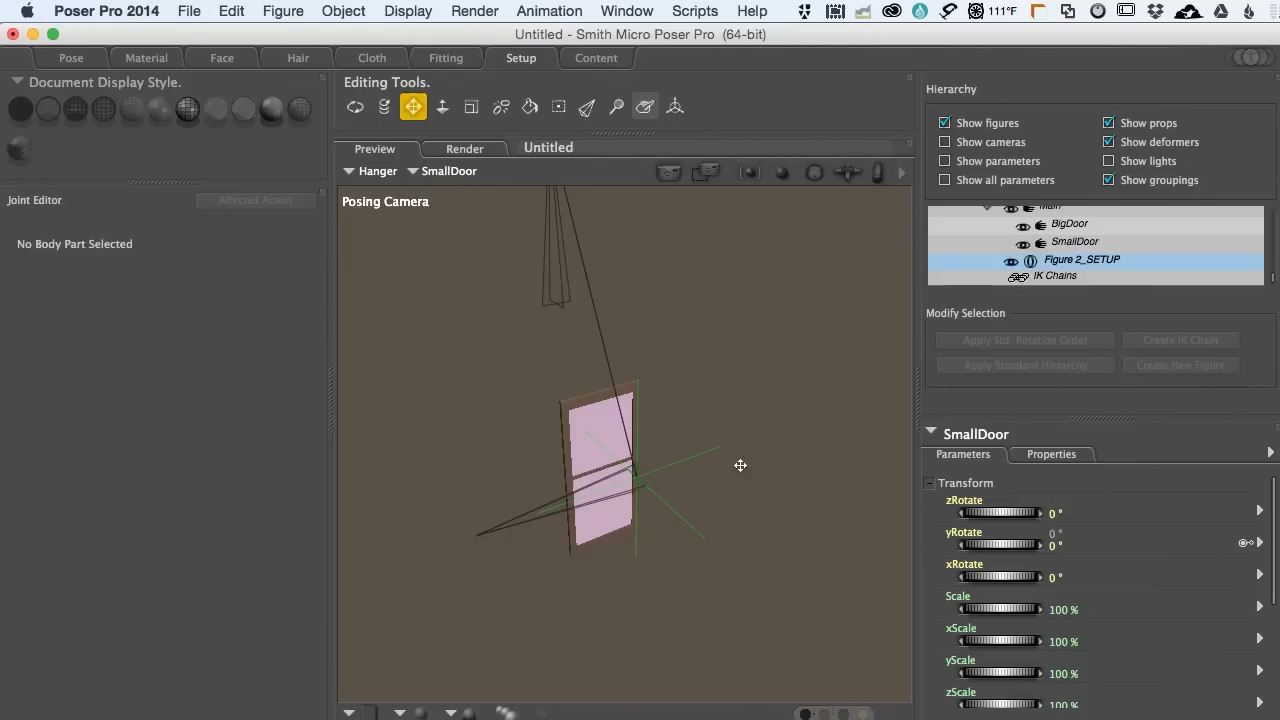 Poser Pro 2014 File Edit Figure Object Display Render Animation Window Scripts Help 111°F
Untitled - Smith Micro Poser Pro (64-bit)
Pose Material Face Hair Cloth Fitting Setup Content
Document Display Style.
Editing Tools.
Hierarchy
Show figures Show props
Show cameras Show deformers
Show parameters Show lights
Show all parameters Show groupings
Preview Render Untitled
Hanger SmallDoor
Posing Camera
Joint Editor Affected Actors
No Body Part Selected
Main
BigDoor
SmallDoor
Figure 2_SETUP
IK Chains
Modify Selection
Apply Std. Rotation Order Create IK Chain
Apply Standard Hierarchy Create New Figure
SmallDoor
Parameters Properties
Transform
zRotate
0 °
yRotate 0 °
0 °
xRotate
0 °
Scale
100 %
xScale
100 %
yScale
100 %
zScale
100 %